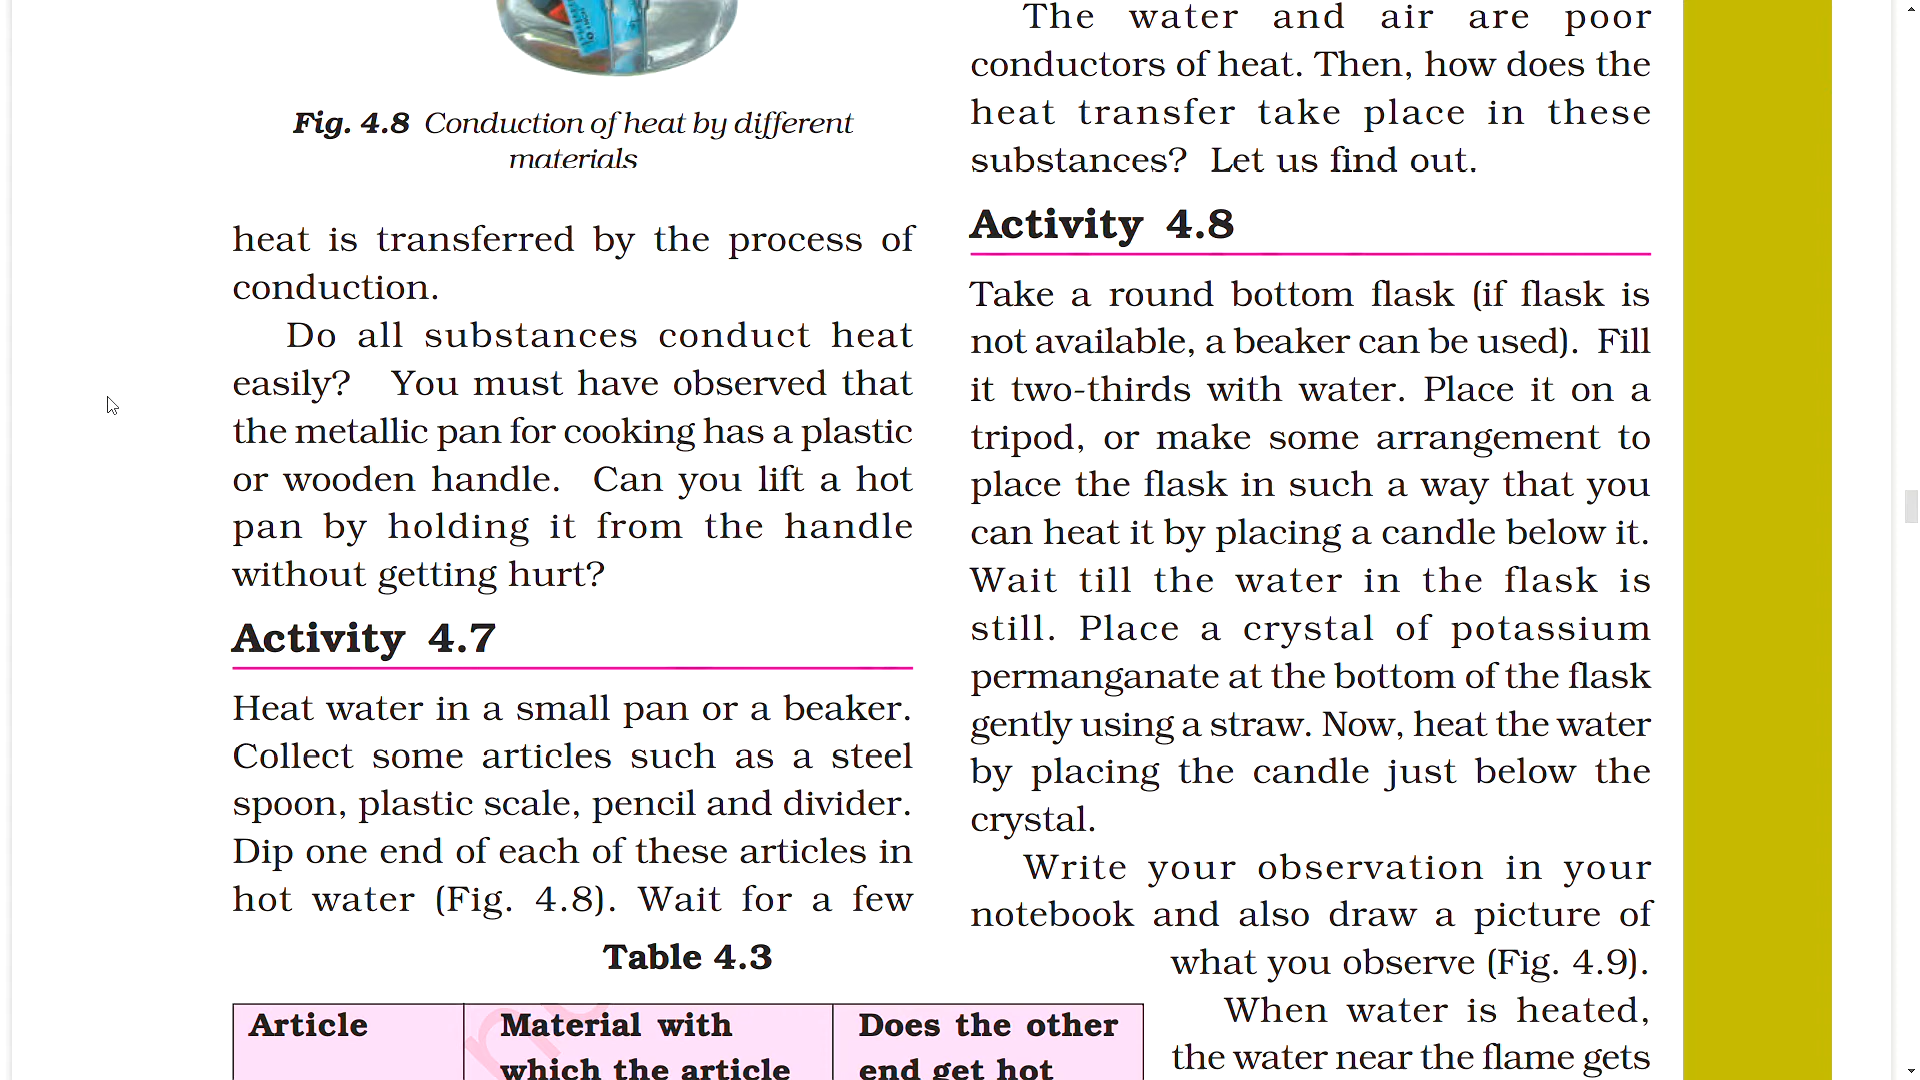 Fig. 4.8 Conduction of heat by different
materials
heat is transferred by the process of
conduction.
Do all substances conduct heat
easily? You must have observed that
the metallic pan for cooking has a plastic
or wooden handle. Can you lift a hot
pan by holding it from the handle
without getting hurt?
Activity 4.7
Heat water in a small pan or a beaker.
Collect some articles such as a steel
spoon, plastic scale, pencil and divider.
Dip one end of each of these articles in
hot water (Fig. 4.8). Wait for a few
Table 4.3
Article
Material with
which the article
Does the other
end get hot
The water and air are poor
conductors of heat. Then, how does the
heat transfer take place in these
substances? Let us find out.
Activity 4.8
Take a round bottom flask (if flask is
not available, a beaker can be used). Fill
it two-thirds with water. Place it on a
tripod, or make some arrangement to
place the flask in such a way that you
can heat it by placing a candle below it.
Wait till the water in the flask is
still. Place a crystal of potassium
permanganate at the bottom of the flask
gently using a straw. Now, heat the water
by placing the candle just below the
crystal.
Write your observation in your
notebook and also draw a picture of
what you observe (Fig. 4.9).
When water is heated,
the water near the flame gets